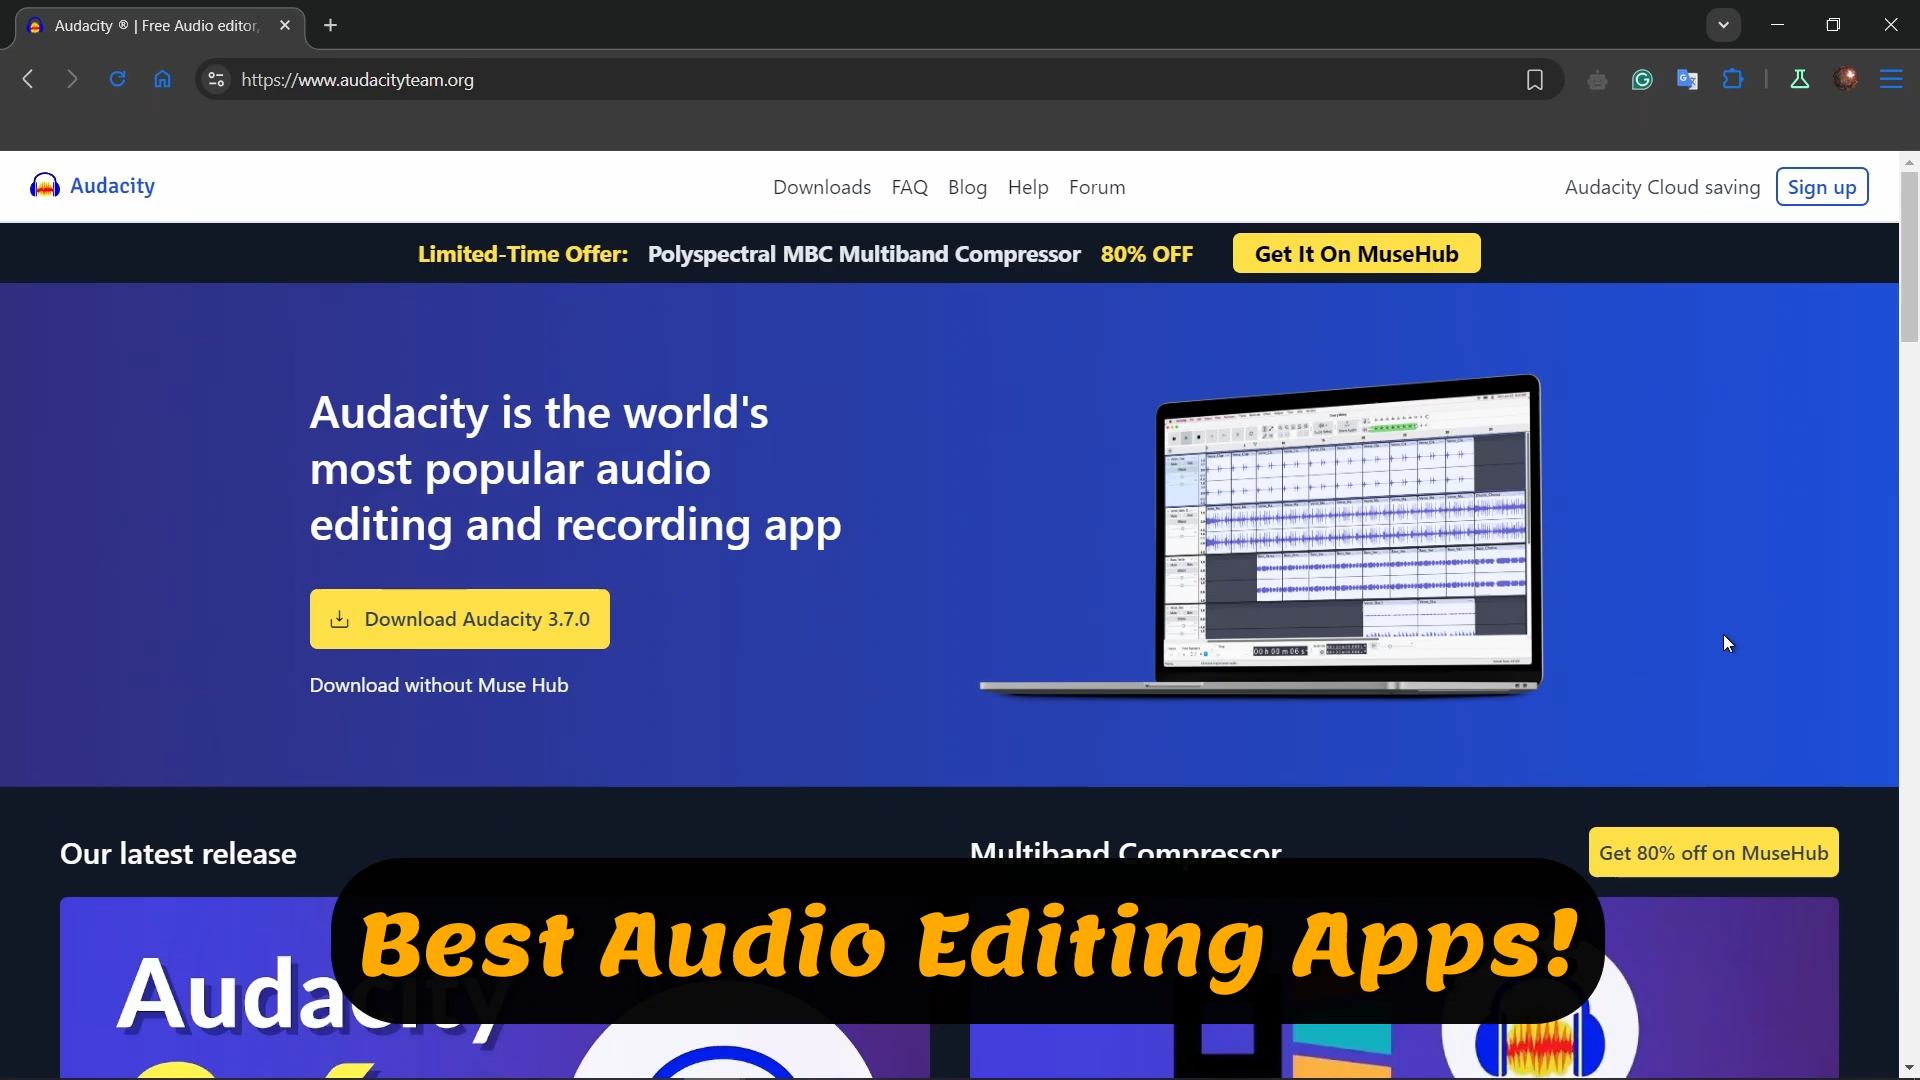 Audacity ® | Free Audio editor,
https://www.audacityteam.org
Audacity
Downloads FAQ Blog Help Forum
Audacity Cloud saving Sign up
Limited-Time Offer: Polyspectral MBC Multiband Compressor 80% OFF Get It On MuseHub
Audacity is the world's
most popular audio
editing and recording app
Download Audacity 3.7.0
Download without Muse Hub
Our latest release
Multiband Compressor
Get 80% off on MuseHub
Best Audio Editing Apps!
Audacity